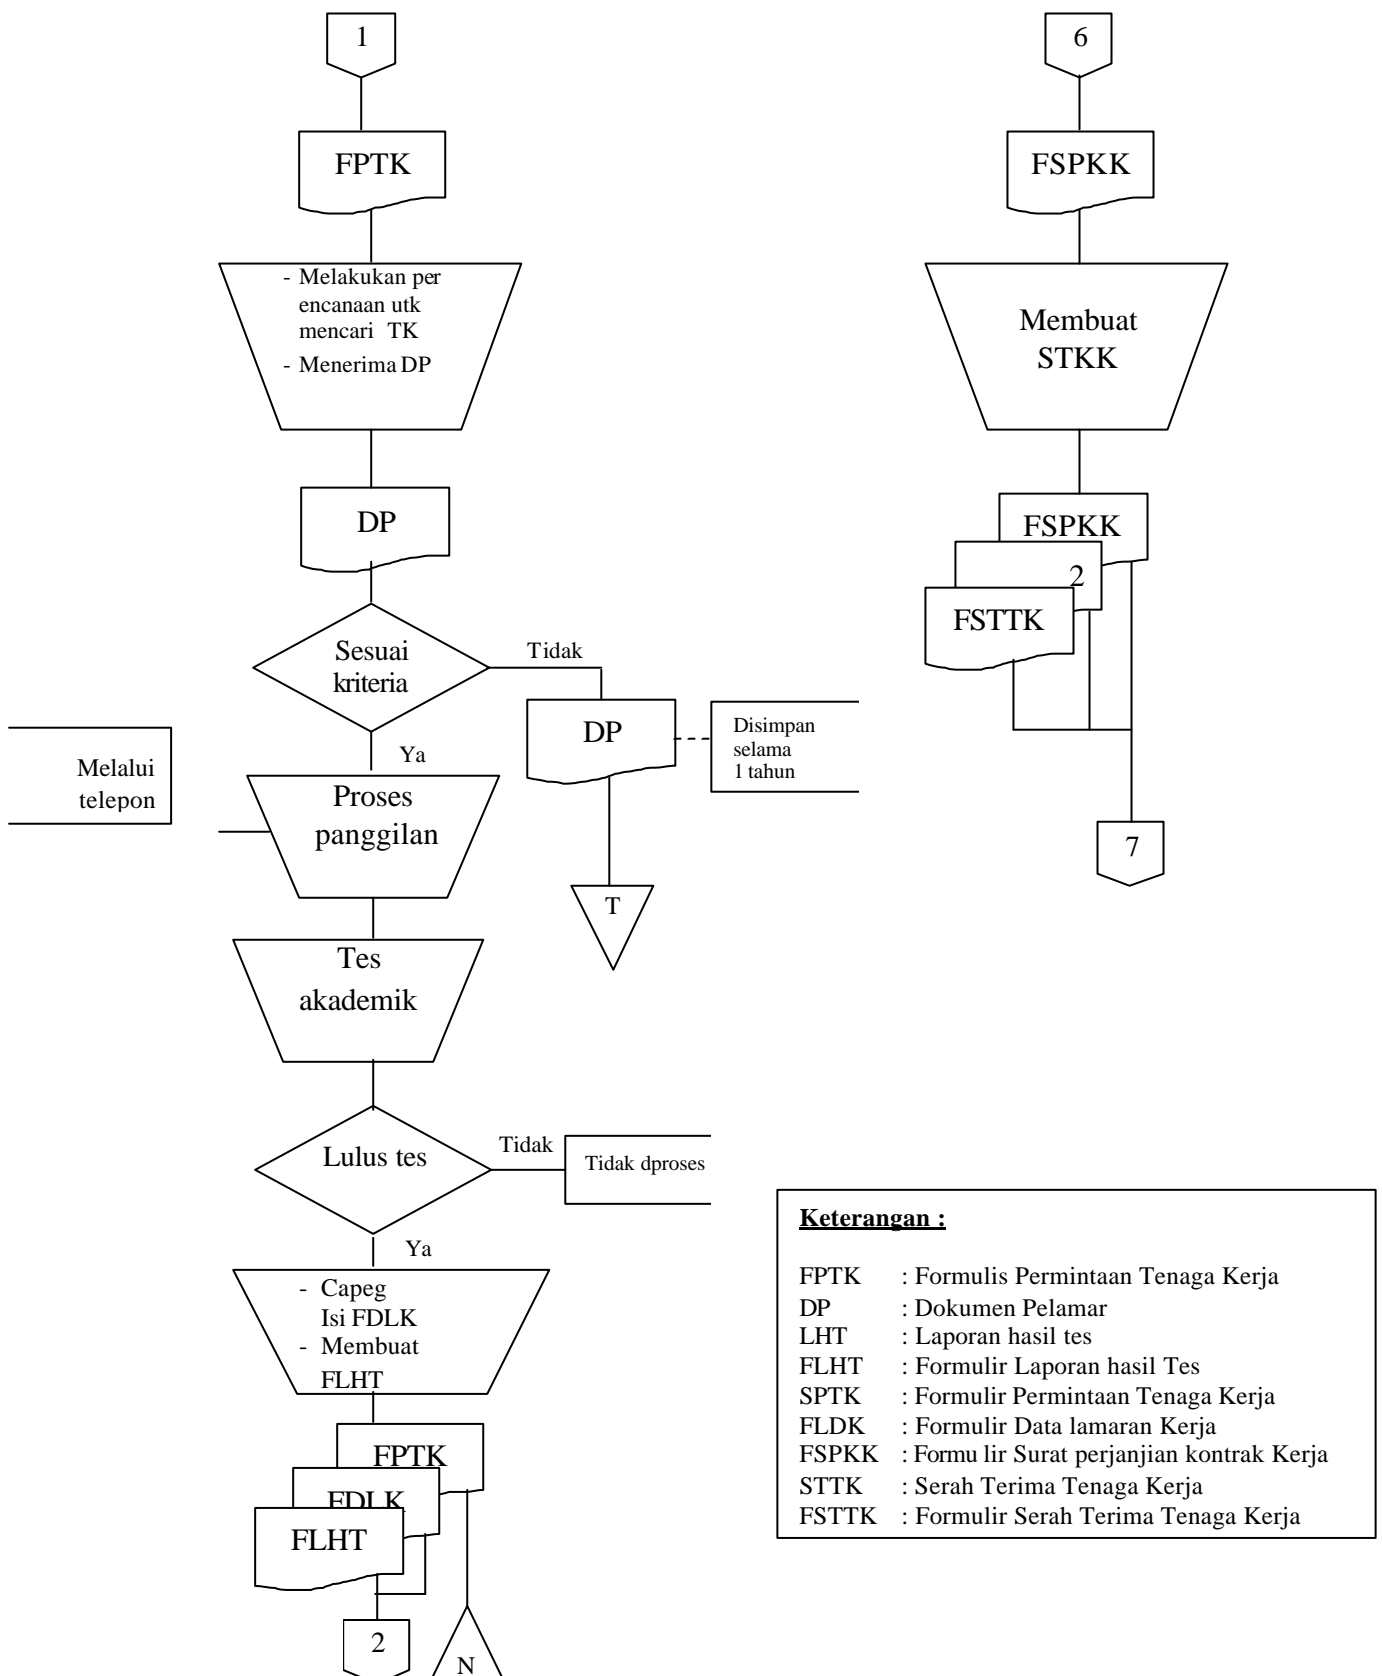 1
FPTK
- Melakukan per
encanaan utk
mencari TK
- Menerima DP
DP
Sesuai
kriteria
Tidak
DP
Disimpan
selama
1 tahun
T
Ya
Melalui
telepon
Proses
panggilan
Tes
akademik
Lulus tes
Tidak
Tidak dproses
Ya
- Capeg
Isi FDLK
- Membuat
FLHT
FPTK
FDLK
FLHT
2
N
6
FSPKK
Membuat
STKK
FSPKK
2
FSTTK
7
Keterangan :
FPTK : Formulis Permintaan Tenaga Kerja
DP : Dokumen Pelamar
LHT : Laporan hasil tes
FLHT : Formulir Laporan hasil Tes
SPTK : Formulir Permintaan Tenaga Kerja
FLDK : Formulir Data lamaran Kerja
FSPKK : Formu lir Surat perjanjian kontrak Kerja
STTK : Serah Terima Tenaga Kerja
FSTTK : Formulir Serah Terima Tenaga Kerja